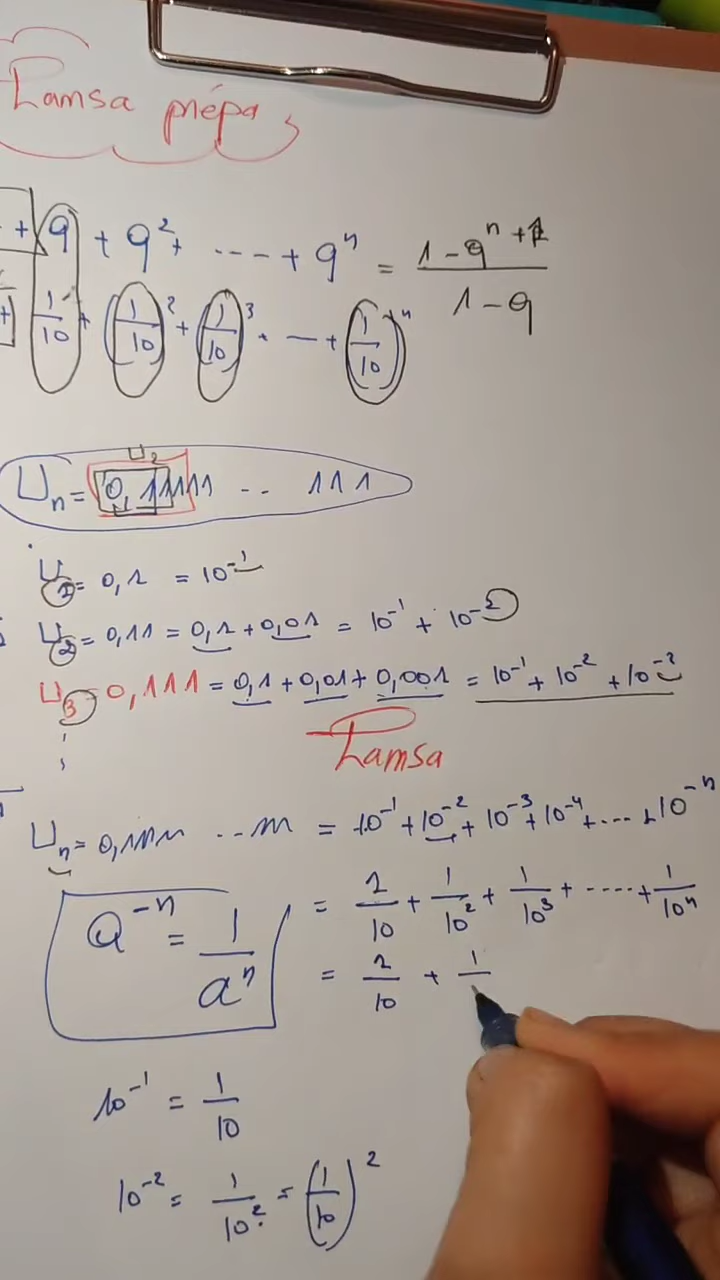 Lamsa prépa
+ q + q² + ---- + qⁿ = (1 - qⁿ⁺¹)/(1 - q)
+ 1/10 + (1/10)² + (1/10)³ + --- + (1/10)ⁿ
U₂
Uₙ = 0,11111 .. 111
U₁ = 0,1 = 10⁻¹
U₂ = 0,11 = 0,1 + 0,01 = 10⁻¹ + 10⁻²
U₃ = 0,111 = 0,1 + 0,01 + 0,001 = 10⁻¹ + 10⁻² + 10⁻³
Lamsa
Uₙ = 0,111 ... 11 = 10⁻¹ + 10⁻² + 10⁻³ + 10⁻⁴ + .... + 10⁻ⁿ
= 1/10 + 1/10² + 1/10³ + ---- + 1/10ⁿ
a⁻ⁿ = 1/aⁿ
= 1/10 + 1
10⁻¹ = 1/10
10⁻² = 1/10² = (1/10)²